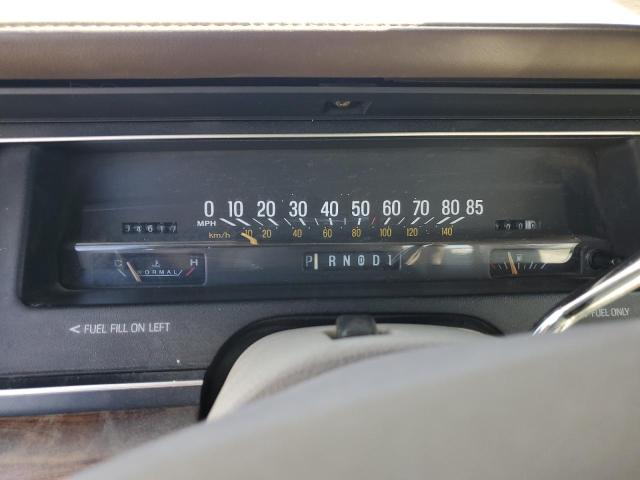 0 10 20 30 40 50 60 70 80 85
MPH
km/h 10 20 40 60 80 100 120 140
C NORMAL H
P R N D 1
< FUEL FILL ON LEFT
FUEL ONLY